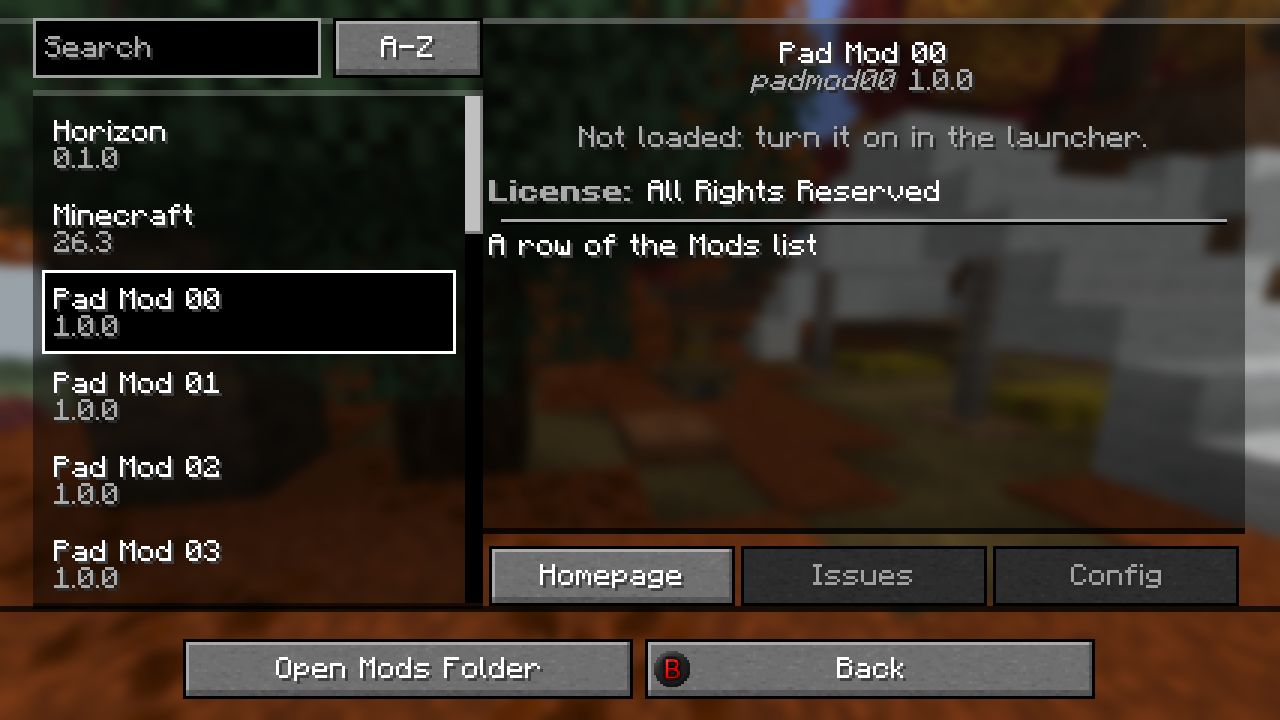 Search
A-Z
Horizon
0.1.0
Minecraft
26.3
Pad Mod 00
1.0.0
Pad Mod 01
1.0.0
Pad Mod 02
1.0.0
Pad Mod 03
1.0.0
Pad Mod 00
padmod00 1.0.0
Not loaded: turn it on in the launcher.
License: All Rights Reserved
A row of the Mods list
Homepage
Issues
Config
Open Mods Folder
B Back